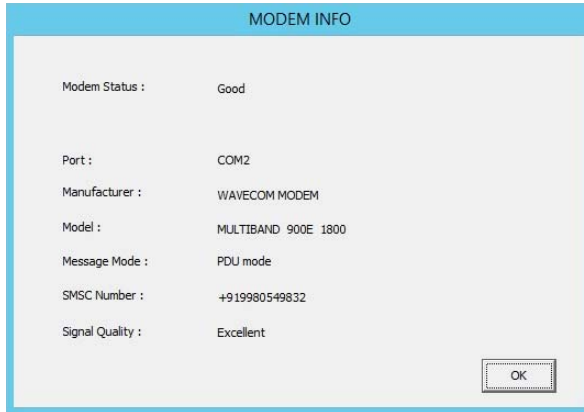 MODEM INFO
Modem Status : Good
Port : COM2
Manufacturer : WAVECOM MODEM
Model : MULTIBAND 900E 1800
Message Mode : PDU mode
SMSC Number : +919980549832
Signal Quality : Excellent
OK